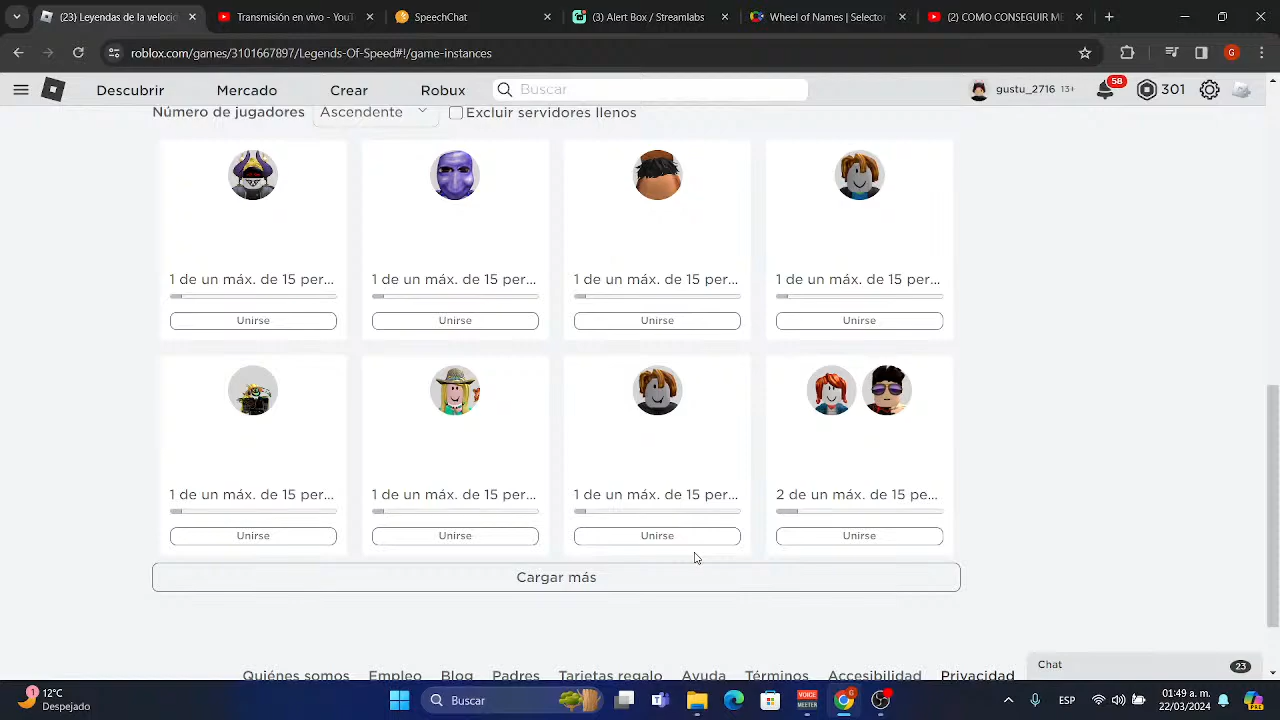 (23) Leyendas de la velocid
Transmisión en vivo - YouT
SpeechChat
(3) Alert Box / Streamlabs
Wheel of Names | Selector
(2) COMO CONSEGUIR ME
roblox.com/games/3101667897/Legends-Of-Speed#!/game-instances
G
Descubrir Mercado Crear Robux Buscar gustu_2716 13+ 58 301
Número de jugadores Ascendente Excluir servidores llenos
1 de un máx. de 15 per... 1 de un máx. de 15 per... 1 de un máx. de 15 per... 1 de un máx. de 15 per...
Unirse Unirse Unirse Unirse
1 de un máx. de 15 per... 1 de un máx. de 15 per... 1 de un máx. de 15 per... 2 de un máx. de 15 pe...
Unirse Unirse Unirse Unirse
Cargar más
Chat 23
Quiénes somos Empleo Blog Padres Tarjetas regalo Ayuda Términos Accesibilidad Privacidad
1 12°C
Despejado
Buscar
VOICE
MEETER
G
ESP
01:49 a. m.
22/03/2024